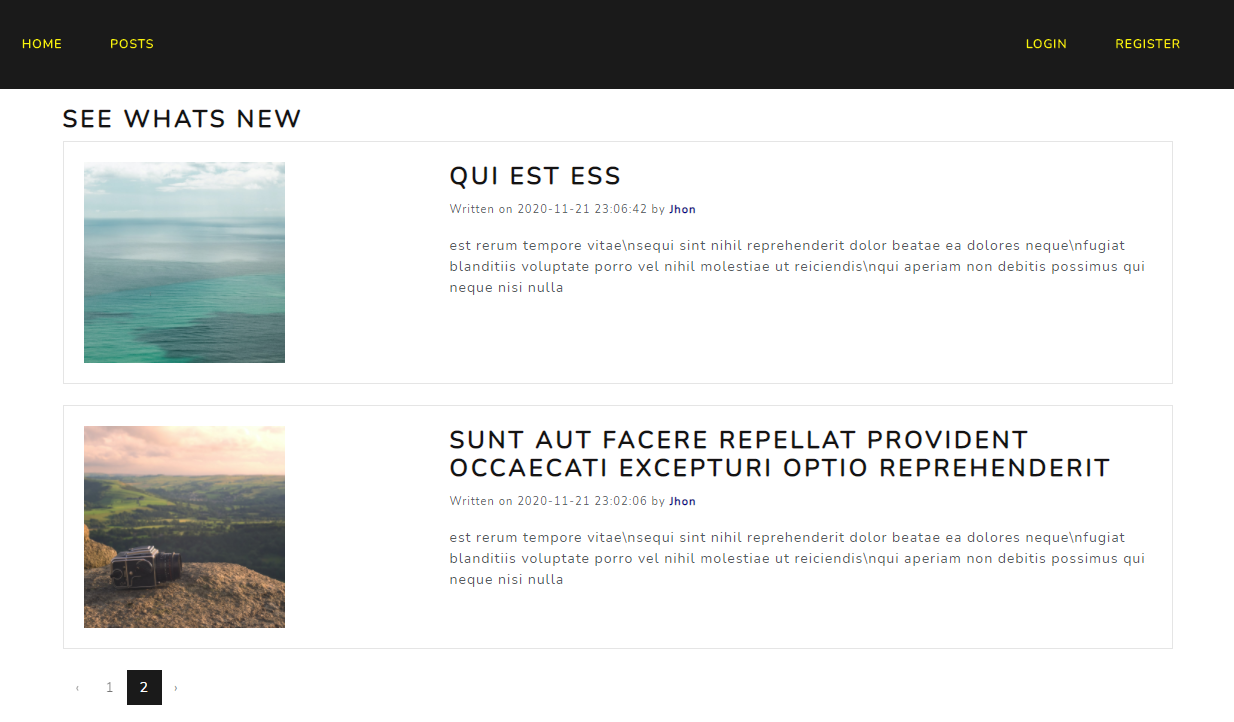 HOME POSTS LOGIN REGISTER
SEE WHATS NEW
QUI EST ESS
Written on 2020-11-21 23:06:42 by Jhon
est rerum tempore vitae\nsequi sint nihil reprehenderit dolor beatae ea dolores neque\nfugiat
blanditiis voluptate porro vel nihil molestiae ut reiciendis\nqui aperiam non debitis possimus qui
neque nisi nulla
SUNT AUT FACERE REPELLAT PROVIDENT
OCCAECATI EXCEPTURI OPTIO REPREHENDERIT
Written on 2020-11-21 23:02:06 by Jhon
est rerum tempore vitae\nsequi sint nihil reprehenderit dolor beatae ea dolores neque\nfugiat
blanditiis voluptate porro vel nihil molestiae ut reiciendis\nqui aperiam non debitis possimus qui
neque nisi nulla
‹ 1 2 ›